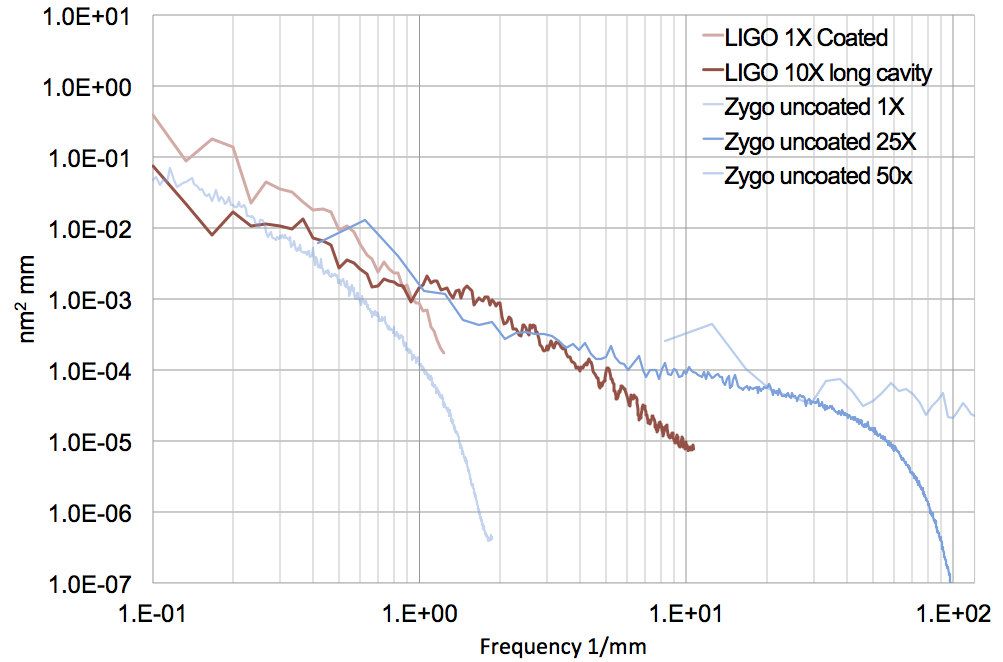 1.0E+01
1.0E+00
1.0E-01
1.0E-02
1.0E-03
1.0E-04
1.0E-05
1.0E-06
1.0E-07
nm² mm
LIGO 1X Coated
LIGO 10X long cavity
Zygo uncoated 1X
Zygo uncoated 25X
Zygo uncoated 50x
1.E-01 1.E+00 1.E+01 1.E+02
Frequency 1/mm